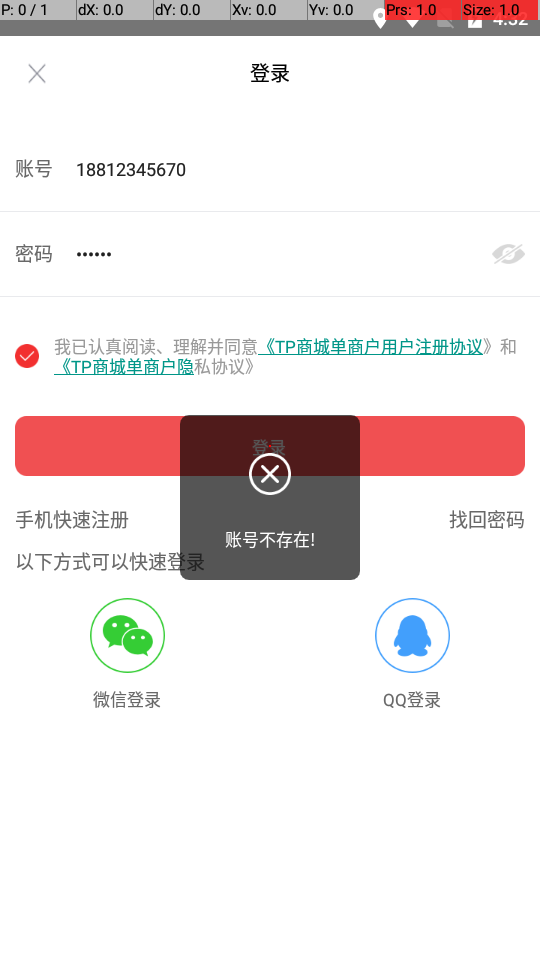 P: 0 / 1 dX: 0.0 dY: 0.0 Xv: 0.0 Yv: 0.0 Prs: 1.0 Size: 1.0
4:32
登录
账号 18812345670
密码 ••••••
我已认真阅读、理解并同意《TP商城单商户用户注册协议》和
《TP商城单商户隐私协议》
登录
手机快速注册 找回密码
账号不存在!
以下方式可以快速登录
微信登录 QQ登录